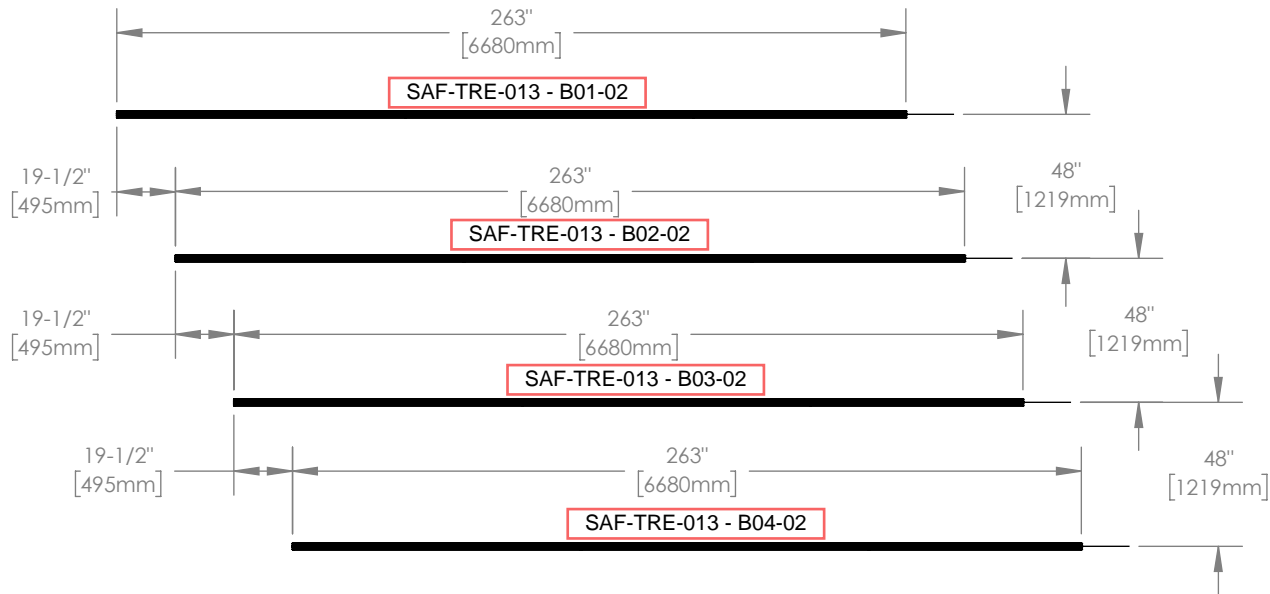 263"
[6680mm]
SAF-TRE-013 - B01-02
19-1/2"
[495mm]
263"
[6680mm]
48"
[1219mm]
SAF-TRE-013 - B02-02
19-1/2"
[495mm]
263"
[6680mm]
48"
[1219mm]
SAF-TRE-013 - B03-02
19-1/2"
[495mm]
263"
[6680mm]
48"
[1219mm]
SAF-TRE-013 - B04-02